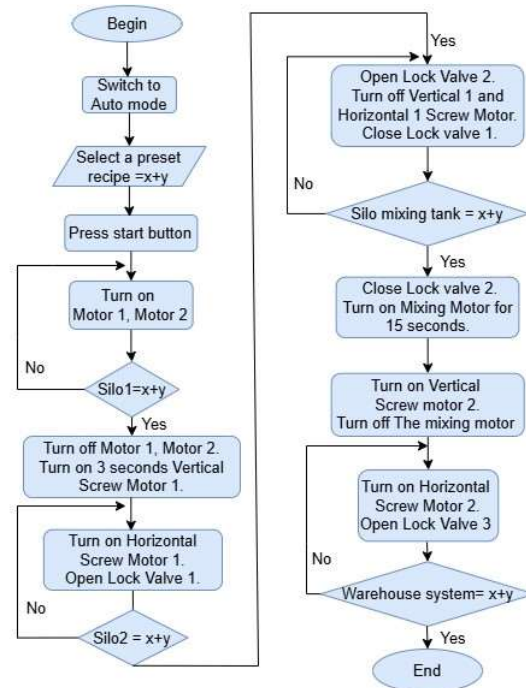 Begin
Switch to
Auto mode
Select a preset
recipe =x+y
Press start button
Turn on
Motor 1, Motor 2
No
Silo1=x+y
Yes
Turn off Motor 1, Motor 2.
Turn on 3 seconds Vertical
Screw Motor 1.
Turn on Horizontal
Screw Motor 1.
Open Lock Valve 1.
No
Silo2 = x+y
Yes
Open Lock Valve 2.
Turn off Vertical 1 and
Horizontal 1 Screw Motor.
Close Lock valve 1.
No
Silo mixing tank = x+y
Yes
Close Lock valve 2.
Turn on Mixing Motor for
15 seconds.
Turn on Vertical
Screw motor 2.
Turn off The mixing motor
Turn on Horizontal
Screw Motor 2.
Open Lock Valve 3
No
Warehouse system= x+y
Yes
End